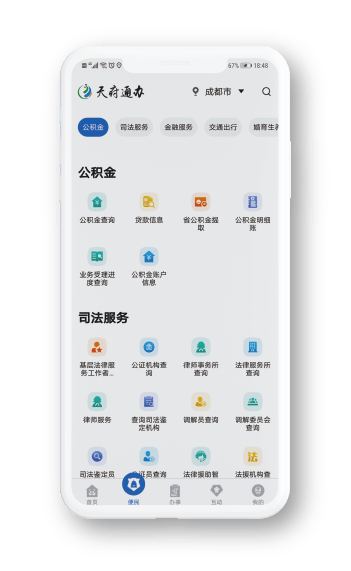 67% 18:48
天府通办 成都市
公积金 司法服务 金融服务 交通出行 婚育生养
公积金
公积金查询 贷款信息 省公积金提取 公积金明细账
业务受理进度查询 公积金账户信息
司法服务
基层法律服务工作者… 公证机构查询 律师事务所查询 法律服务所查询
律师服务 查询司法鉴定机构 调解员查询 调解委员会查询
法
司法鉴定员 公证员查询 法律援助智 法援机构查
首页 便民 办事 互动 我的